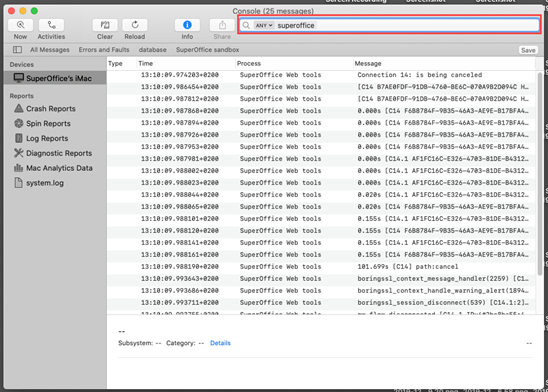 Console (25 messages)
ANY superoffice
Now Activities Clear Reload Info Share
All Messages Errors and Faults database SuperOffice sandbox Save
Devices
SuperOffice's iMac
Reports
Crash Reports
Spin Reports
Log Reports
Diagnostic Reports
Mac Analytics Data
system.log
Type Time Process Message
13:10:09.974203+0200 SuperOffice Web tools Connection 14: is being canceled
13:10:09.986454+0200 SuperOffice Web tools [C14 B7AE0FDF-91DB-4760-BE6C-070A9B2D094C H...
13:10:09.987812+0200 SuperOffice Web tools [C14 B7AE0FDF-91DB-4760-BE6C-070A9B2D094C H...
13:10:09.987868+0200 SuperOffice Web tools 0.000s [C14 F6B8784F-9B35-46A3-AE9E-B17BFA4...
13:10:09.987894+0200 SuperOffice Web tools 0.000s [C14 F6B8784F-9B35-46A3-AE9E-B17BFA4...
13:10:09.987926+0200 SuperOffice Web tools 0.000s [C14 F6B8784F-9B35-46A3-AE9E-B17BFA4...
13:10:09.987953+0200 SuperOffice Web tools 0.000s [C14 F6B8784F-9B35-46A3-AE9E-B17BFA4...
13:10:09.987981+0200 SuperOffice Web tools 0.000s [C14.1 AF1FC16C-E326-4703-81DE-B4312...
13:10:09.988002+0200 SuperOffice Web tools 0.000s [C14.1 AF1FC16C-E326-4703-81DE-B4312...
13:10:09.988023+0200 SuperOffice Web tools 0.000s [C14.1 AF1FC16C-E326-4703-81DE-B4312...
13:10:09.988044+0200 SuperOffice Web tools 0.020s [C14.1 AF1FC16C-E326-4703-81DE-B4312...
13:10:09.988065+0200 SuperOffice Web tools 0.020s [C14 F6B8784F-9B35-46A3-AE9E-B17BFA4...
13:10:09.988101+0200 SuperOffice Web tools 0.155s [C14.1 AF1FC16C-E326-4703-81DE-B4312...
13:10:09.988120+0200 SuperOffice Web tools 0.155s [C14 F6B8784F-9B35-46A3-AE9E-B17BFA4...
13:10:09.988141+0200 SuperOffice Web tools 0.155s [C14.1 AF1FC16C-E326-4703-81DE-B4312...
13:10:09.988161+0200 SuperOffice Web tools 0.155s [C14 F6B8784F-9B35-46A3-AE9E-B17BFA4...
13:10:09.988190+0200 SuperOffice Web tools 101.699s [C14] path:cancel
13:10:09.993643+0200 SuperOffice Web tools boringssl_context_message_handler(2259) [C1...
13:10:09.993686+0200 SuperOffice Web tools boringssl_context_handle_warning_alert(1894...
13:10:09.993711+0200 SuperOffice Web tools boringssl_session_disconnect(539) [C14.1:2]...
--
Subsystem: -- Category: -- Details --